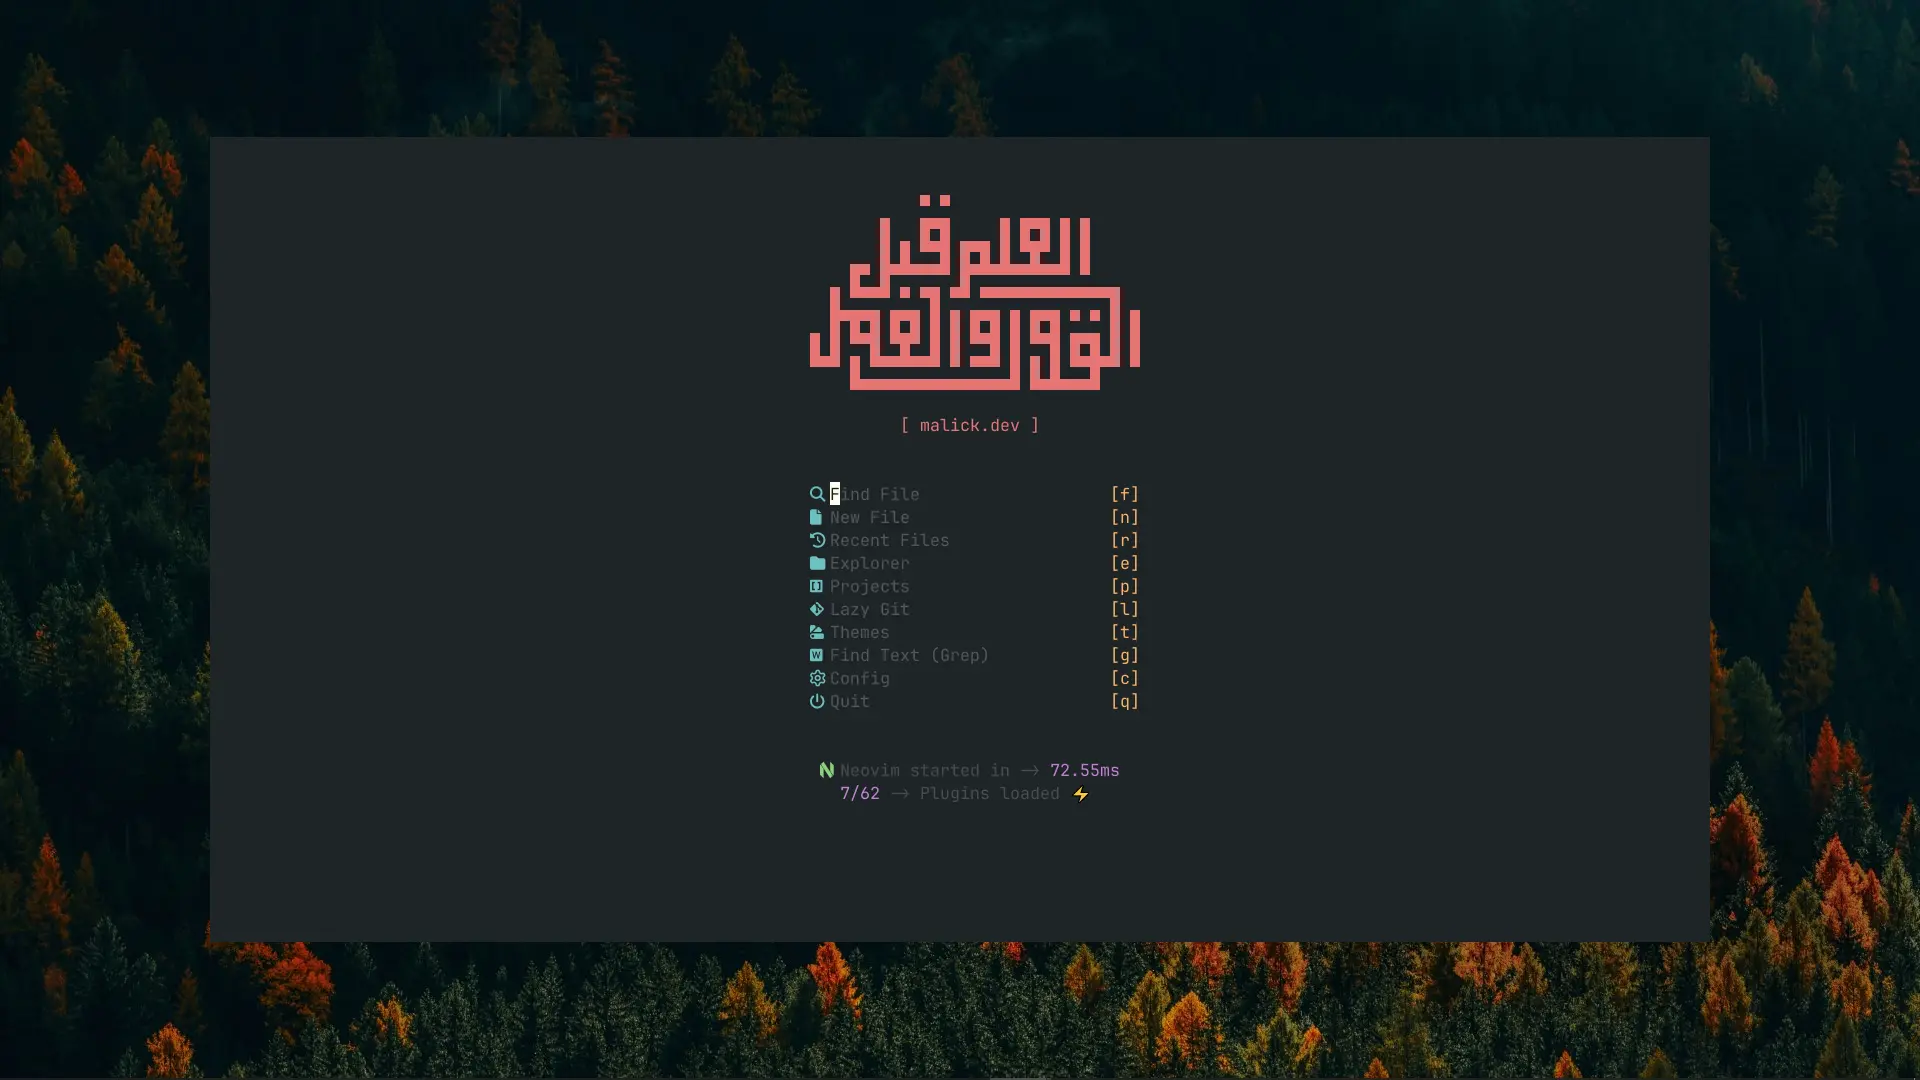 العلم قبل
القول والعمل
[ malick.dev ]
Find File [f]
New File [n]
Recent Files [r]
Explorer [e]
Projects [p]
Lazy Git [l]
Themes [t]
Find Text (Grep) [g]
Config [c]
Quit [q]
Neovim started in → 72.55ms
7/62 → Plugins loaded ⚡